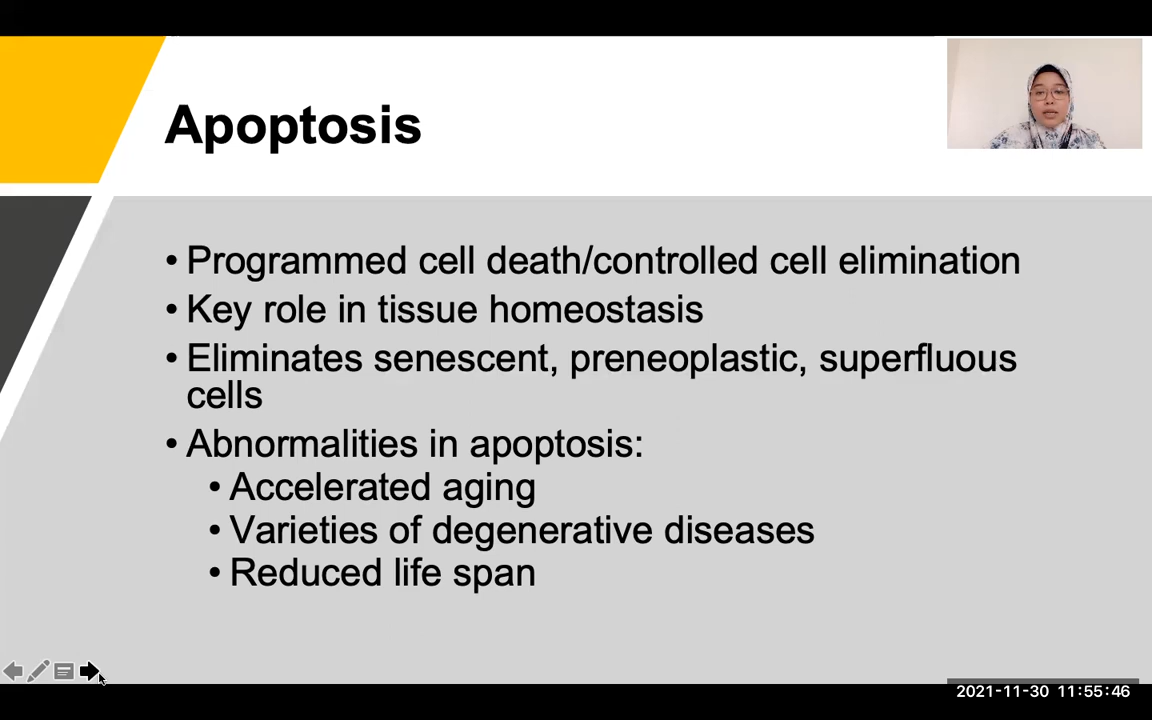 Apoptosis
• Programmed cell death/controlled cell elimination
• Key role in tissue homeostasis
• Eliminates senescent, preneoplastic, superfluous
cells
• Abnormalities in apoptosis:
• Accelerated aging
• Varieties of degenerative diseases
• Reduced life span
2021-11-30 11:55:46